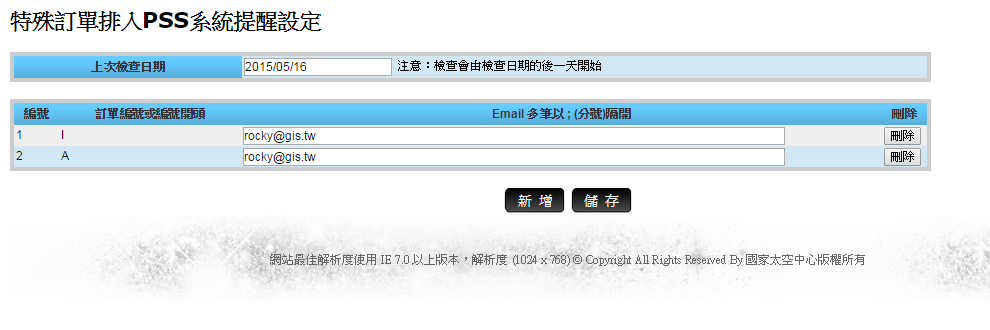 特殊訂單排入PSS系統提醒設定
上次檢查日期 2015/05/16 注意：檢查會由檢查日期的後一天開始
編號 訂單編號或編號開頭 Email 多筆以 ; (分號)隔開 刪除
1 I rocky@gis.tw 刪除
2 A rocky@gis.tw 刪除
新 增 儲 存
網站最佳解析度使用 IE 7.0 以上版本，解析度 (1024 x 768) © Copyright All Rights Reserved By 國家太空中心版權所有